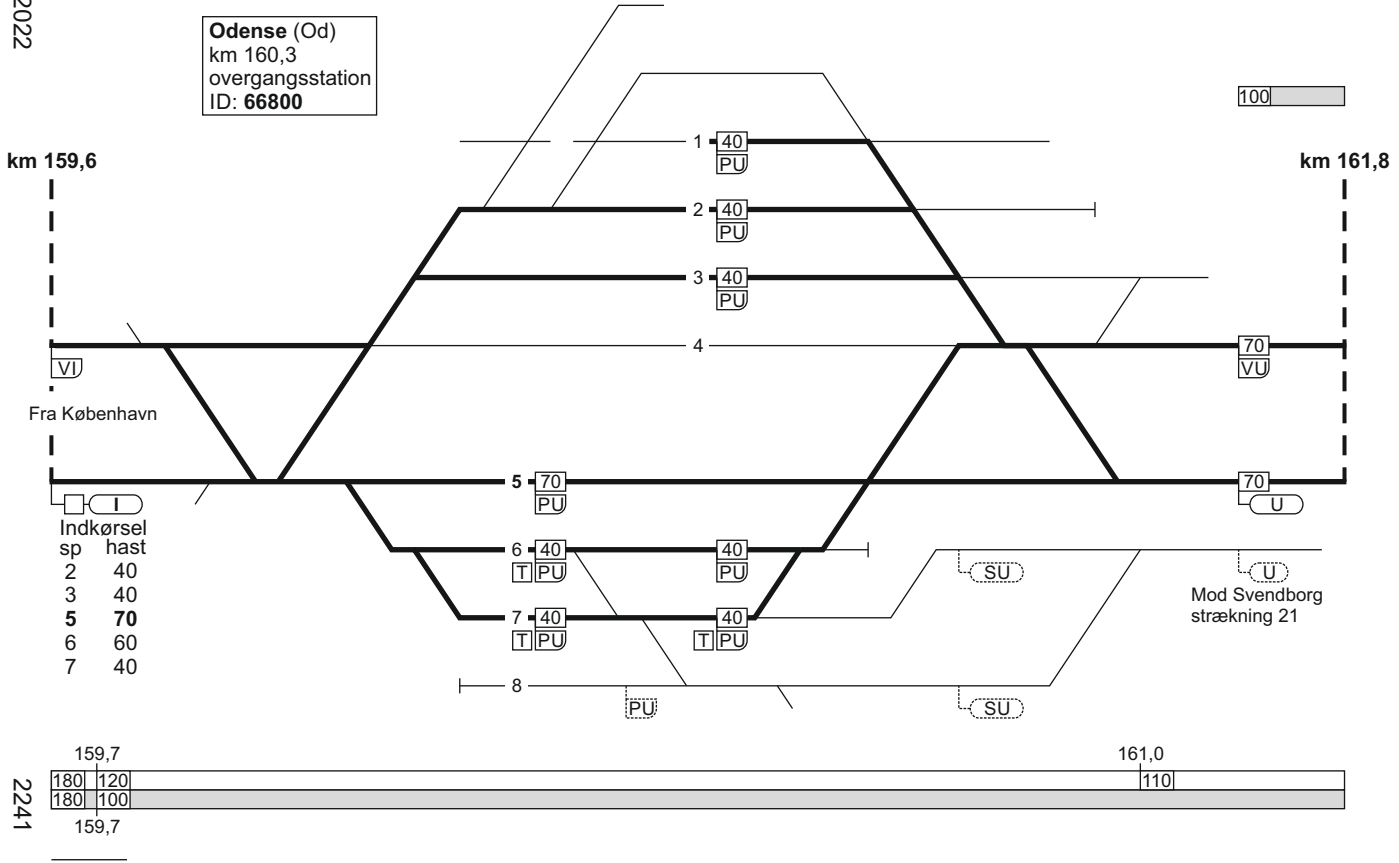 2022
Odense (Od)
km 160,3
overgangsstation
ID: 66800
100
km 159,6
km 161,8
1 40
PU
2 40
PU
3 40
PU
4
70
VI
VU
Fra København
5 70
70
PU
U
I
Indkørsel
sp hast
2 40
3 40
5 70
6 60
7 40
6 40
40
T PU
PU
SU
U
Mod Svendborg
strækning 21
7 40
40
T PU
T PU
8
PU
SU
159,7
161,0
180 120
110
180 100
159,7
2241